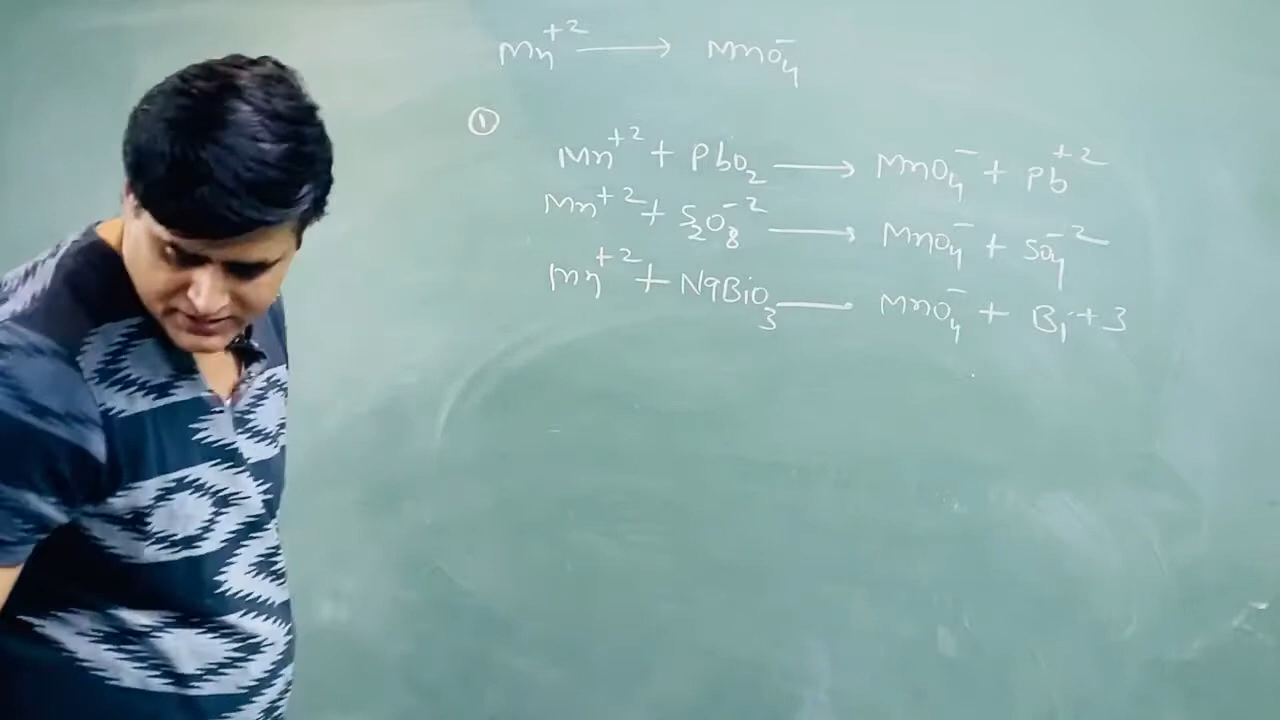 Mn⁺² ⟶ MnO₄⁻
①
Mn⁺² + PbO₂ ⟶ MnO₄⁻ + Pb⁺²
Mn⁺² + S₂O₈⁻² ⟶ MnO₄⁻ + SO₄⁻²
Mn⁺² + NaBiO₃ — MnO₄⁻ + Bi⁺³